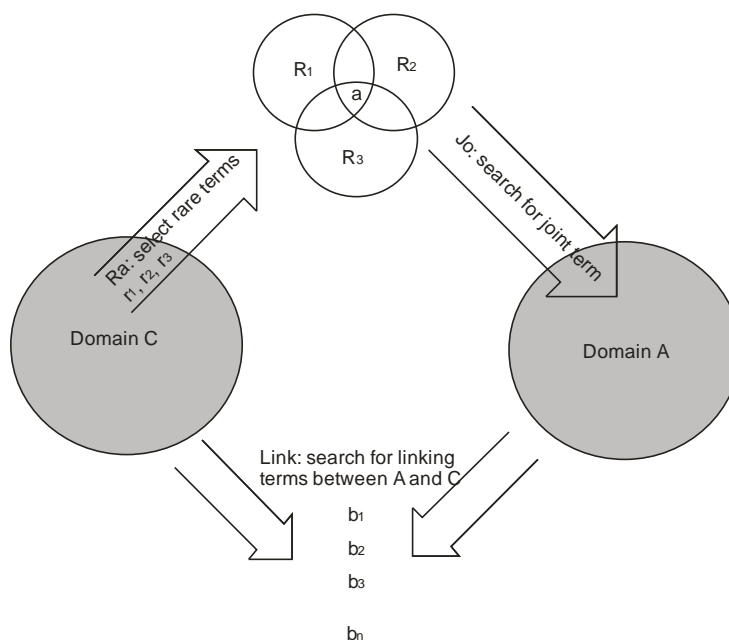 R₁
R₂
a
R₃
Ra: select rare terms
r¹, r₂, r₃
Jo: search for joint term
Domain C
Domain A
Link: search for linking
terms between A and C
b₁
b₂
b₃
bₙ